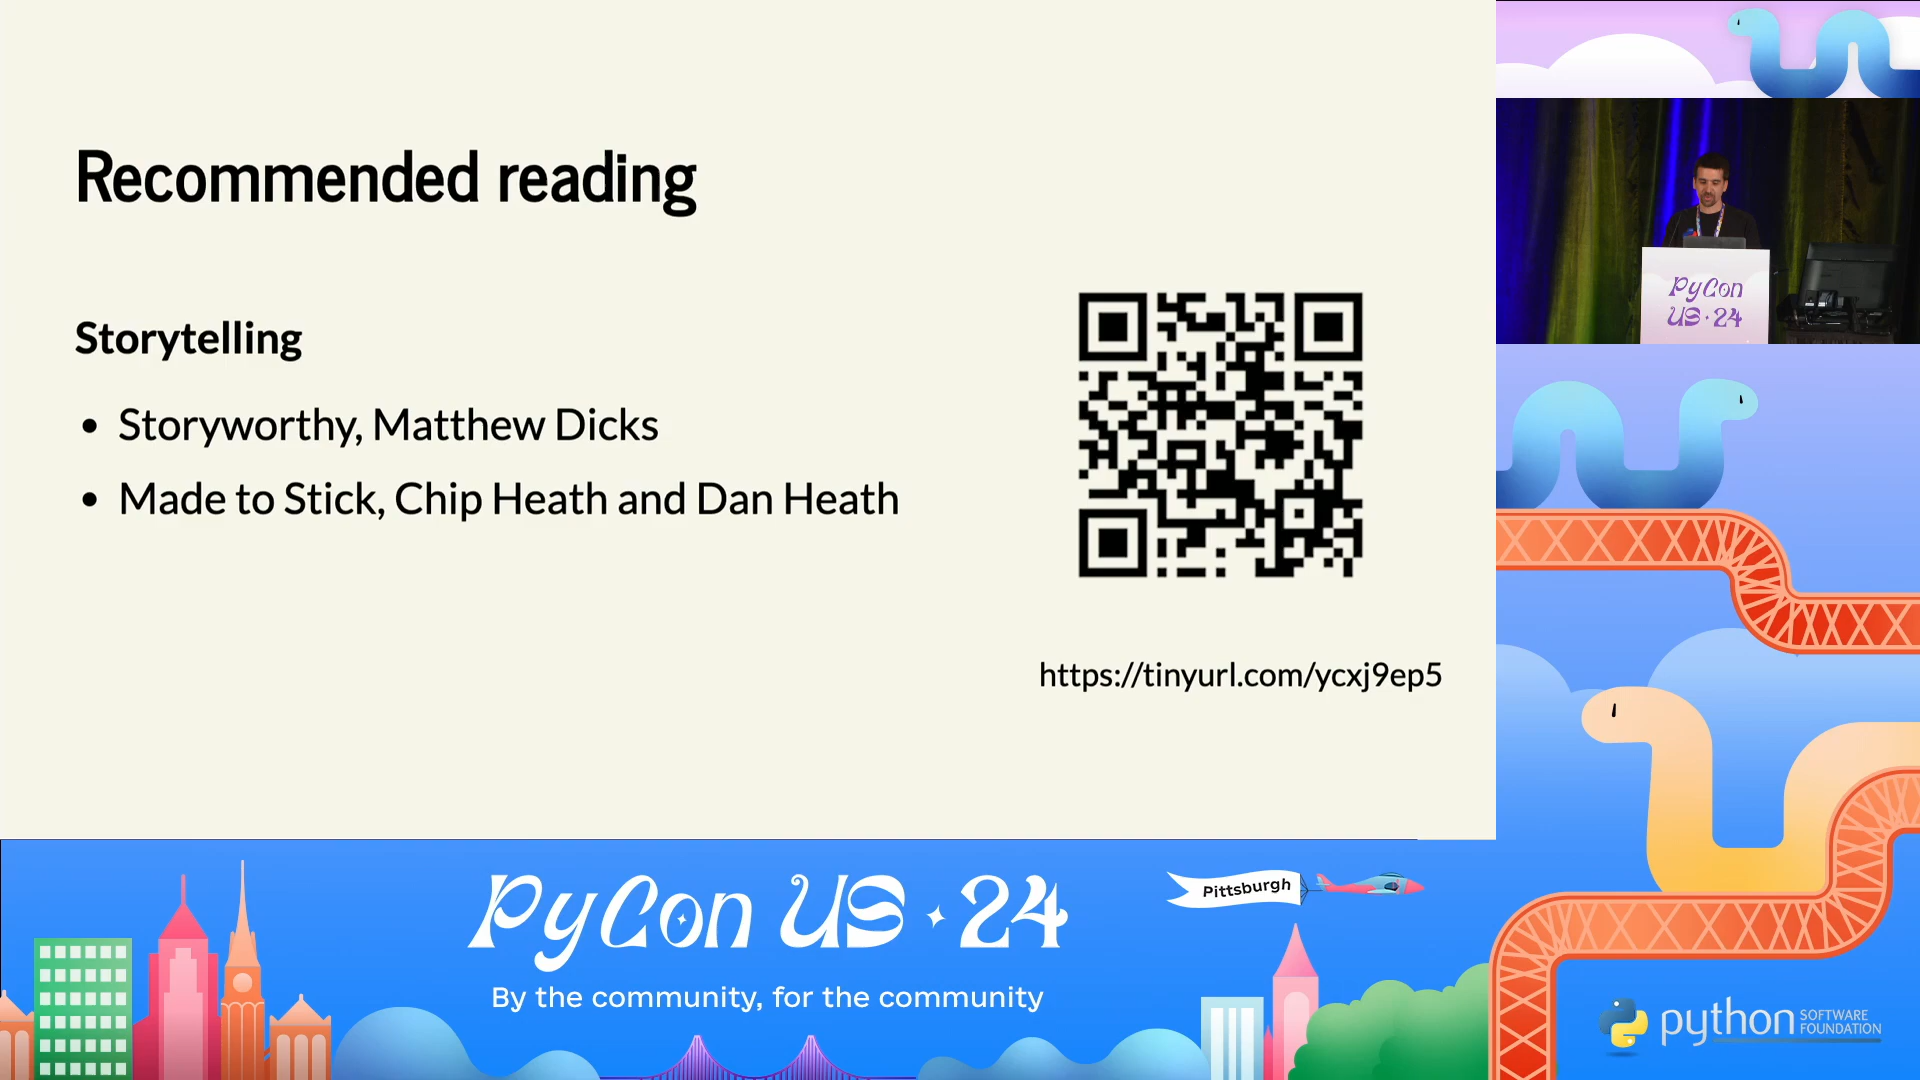 Recommended reading
Storytelling
• Storyworthy, Matthew Dicks
• Made to Stick, Chip Heath and Dan Heath
https://tinyurl.com/ycxj9ep5
PyCon
US · 24
PyCon US · 24
By the community, for the community
Pittsburgh
python SOFTWARE
FOUNDATION